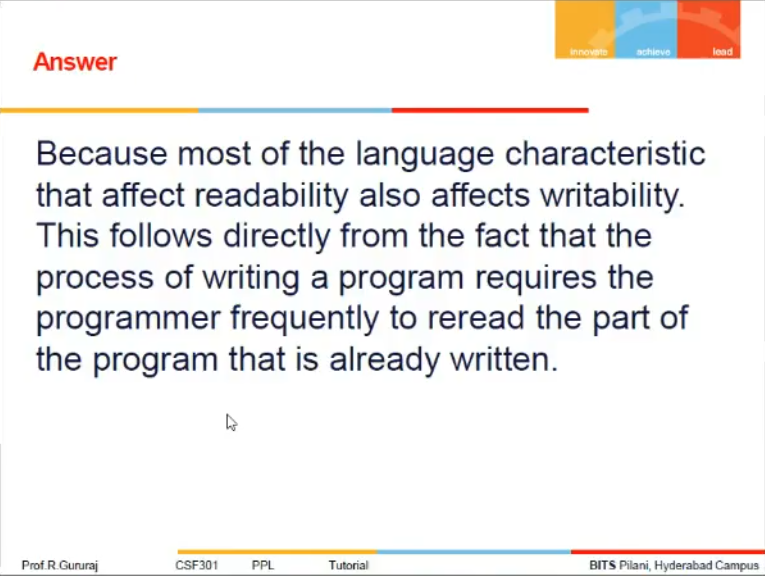 innovate achieve lead
Answer
Because most of the language characteristic
that affect readability also affects writability.
This follows directly from the fact that the
process of writing a program requires the
programmer frequently to reread the part of
the program that is already written.
Prof.R.Gururaj CSF301 PPL Tutorial BITS Pilani, Hyderabad Campus